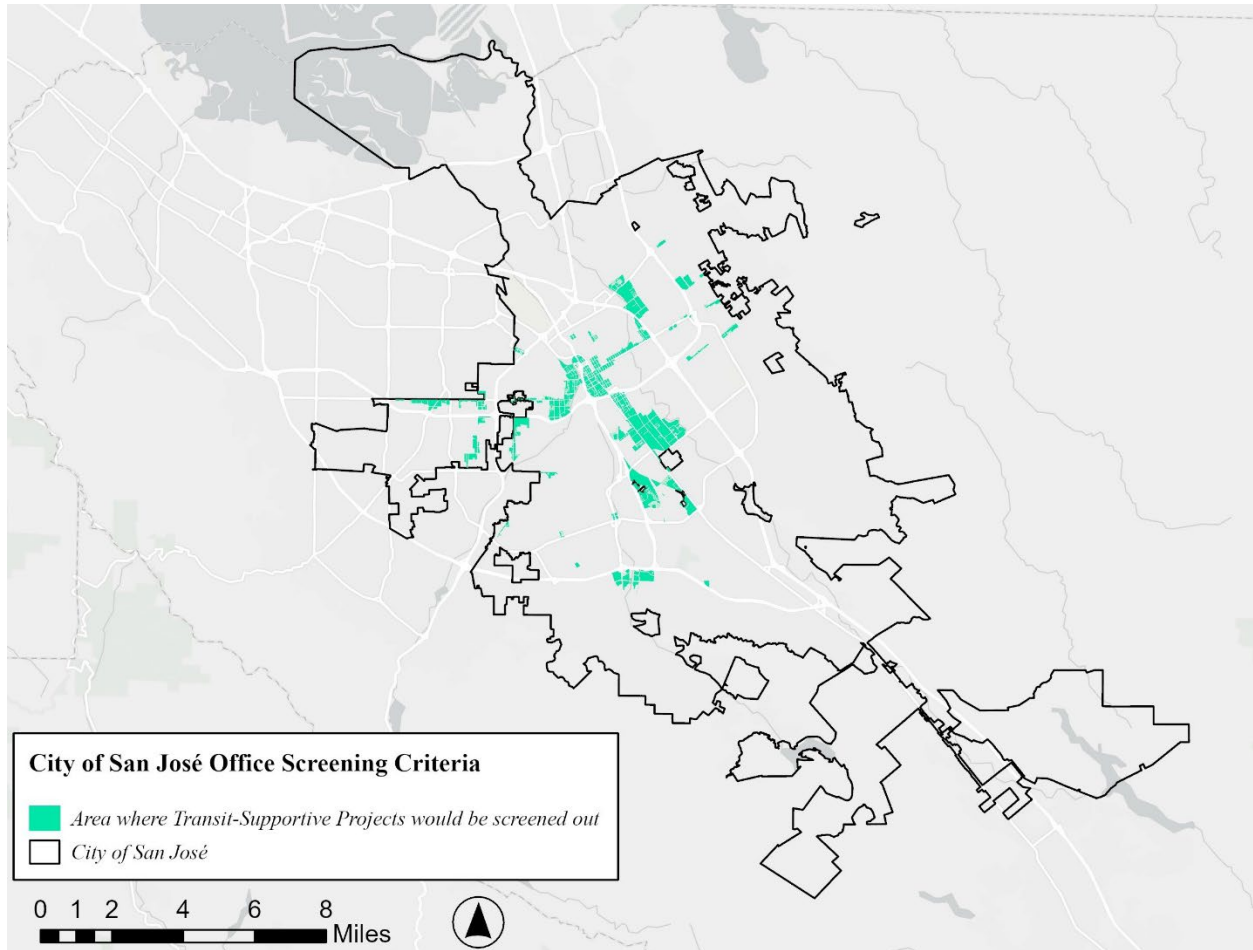 City of San José Office Screening Criteria
Area where Transit-Supportive Projects would be screened out
City of San José
0 1 2 4 6 8
Miles